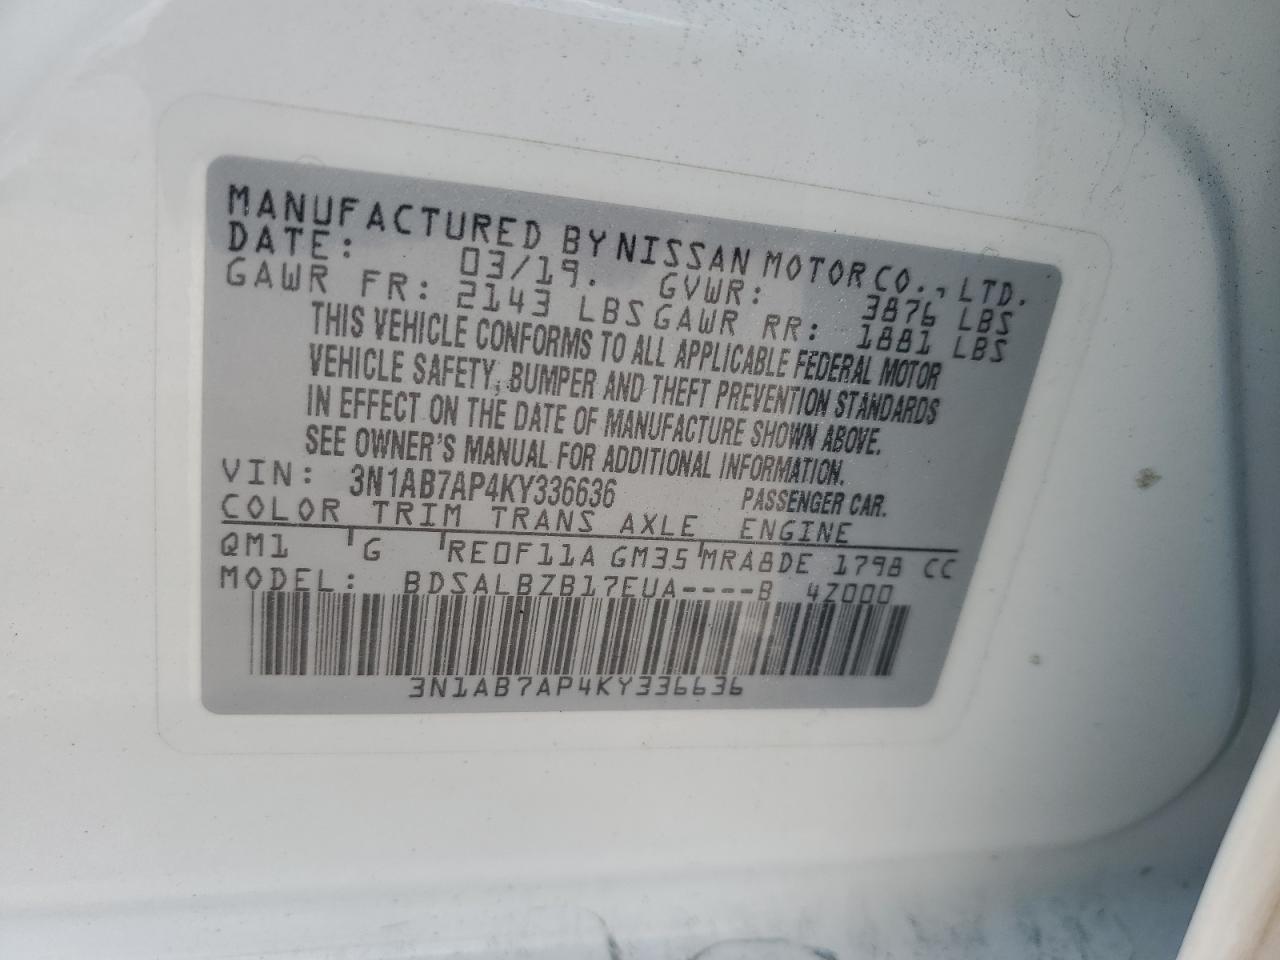 MANUFACTURED BY NISSAN MOTOR CO., LTD.
DATE: 03/19. GVWR: 3876 LBS
GAWR FR: 2143 LBS GAWR RR: 1881 LBS
THIS VEHICLE CONFORMS TO ALL APPLICABLE FEDERAL MOTOR
VEHICLE SAFETY, BUMPER AND THEFT PREVENTION STANDARDS
IN EFFECT ON THE DATE OF MANUFACTURE SHOWN ABOVE.
SEE OWNER'S MANUAL FOR ADDITIONAL INFORMATION.
VIN: 3N1AB7AP4KY336636 PASSENGER CAR.
COLOR TRIM TRANS AXLE ENGINE
QM1 G RE0F11A GM35 MRA8DE 1798 CC
MODEL: BDSALBZB17EUA----B 4Z000
3N1AB7AP4KY336636